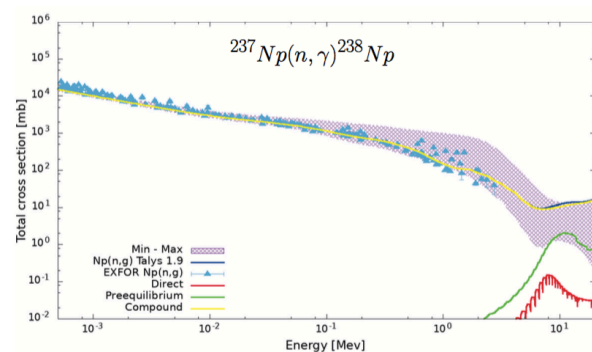 ²³⁷Np(n, γ)²³⁸Np
Total cross section [mb]
10⁶
10⁵
10⁴
10³
10²
10¹
10⁰
10⁻¹
10⁻²
Min - Max
Np(n,g) Talys 1.9
EXFOR Np(n,g)
Direct
Preequilibrium
Compound
10⁻³
10⁻²
10⁻¹
10⁰
10¹
Energy [Mev]